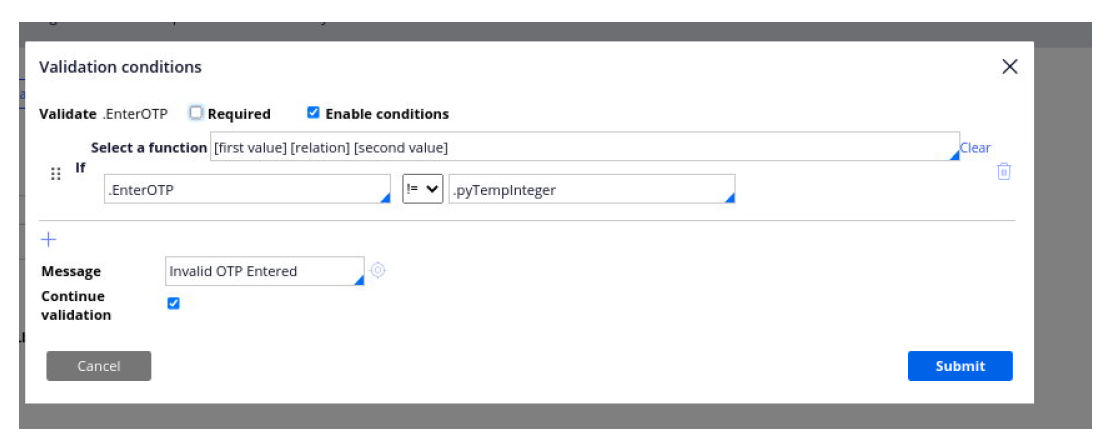 Validation conditions
Validate .EnterOTP Required Enable conditions
Select a function [first value] [relation] [second value] Clear
If
.EnterOTP != .pyTempInteger
Message Invalid OTP Entered
Continue validation
Cancel Submit